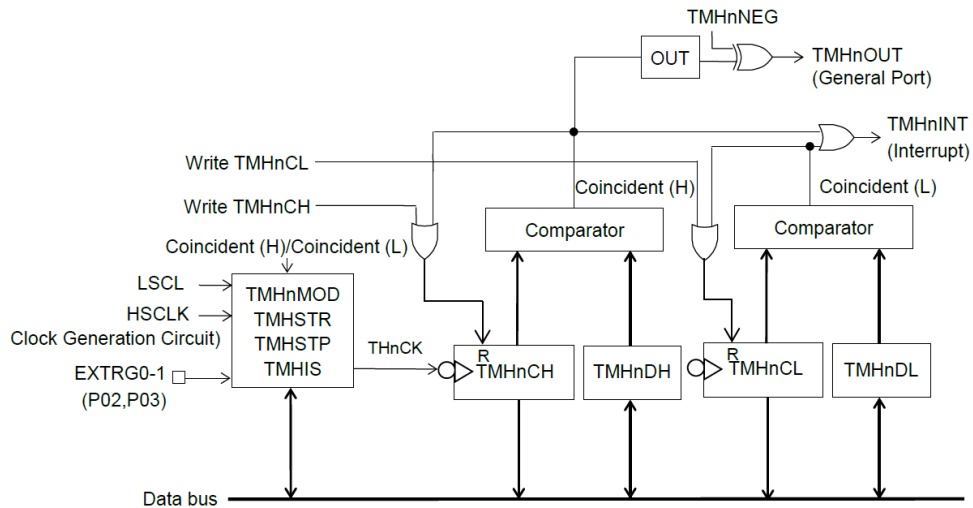 TMHnNEG
OUT
TMHnOUT
(General Port)
TMHnINT
(Interrupt)
Write TMHnCL
Coincident (H)
Coincident (L)
Write TMHnCH
Comparator
Comparator
Coincident (H)/Coincident (L)
LSCL
HSCLK
Clock Generation Circuit)
EXTRG0-1
(P02,P03)
TMHnMOD
TMHSTR
TMHSTP
TMHIS
THnCK
R
TMHnCH
TMHnDH
R
TMHnCL
TMHnDL
Data bus